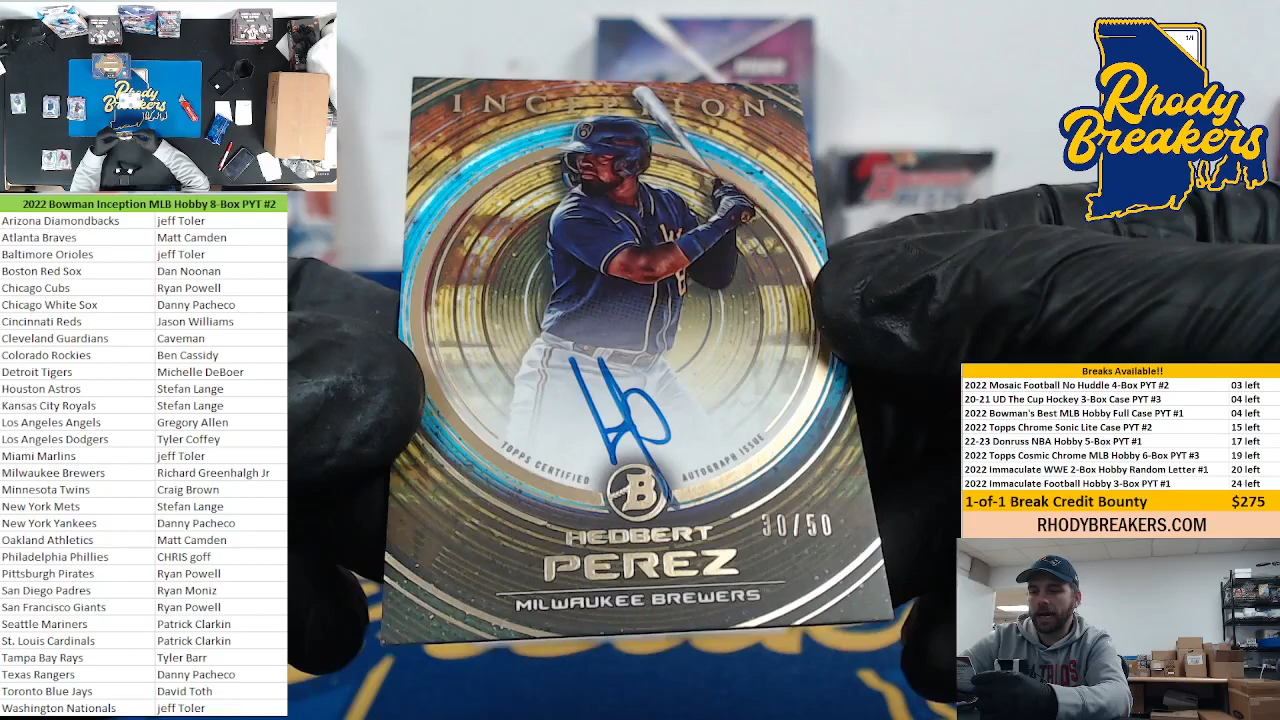 2022 Bowman Inception MLB Hobby 8-Box PYT #2
Arizona Diamondbacks jeff Toler
Atlanta Braves Matt Camden
Baltimore Orioles jeff Toler
Boston Red Sox Dan Noonan
Chicago Cubs Ryan Powell
Chicago White Sox Danny Pacheco
Cincinnati Reds Jason Williams
Cleveland Guardians Caveman
Colorado Rockies Ben Cassidy
Detroit Tigers Michelle DeBoer
Houston Astros Stefan Lange
Kansas City Royals Stefan Lange
Los Angeles Angels Gregory Allen
Los Angeles Dodgers Tyler Coffey
Miami Marlins jeff Toler
Milwaukee Brewers Richard Greenhalgh Jr
Minnesota Twins Craig Brown
New York Mets Stefan Lange
New York Yankees Danny Pacheco
Oakland Athletics Matt Camden
Philadelphia Phillies CHRIS goff
Pittsburgh Pirates Ryan Powell
San Diego Padres Ryan Moniz
San Francisco Giants Ryan Powell
Seattle Mariners Patrick Clarkin
St. Louis Cardinals Patrick Clarkin
Tampa Bay Rays Tyler Barr
Texas Rangers Danny Pacheco
Toronto Blue Jays David Toth
Washington Nationals jeff Toler
INCEPTION
TOPPS CERTIFIED AUTOGRAPH ISSUE
B
HEDBERT
30/50
PEREZ
MILWAUKEE BREWERS
1/1
Rhody
Breakers
Breaks Available!!
2022 Mosaic Football No Huddle 4-Box PYT #2 03 left
20-21 UD The Cup Hockey 3-Box Case PYT #3 04 left
2022 Bowman's Best MLB Hobby Full Case PYT #1 04 left
2022 Topps Chrome Sonic Lite Case PYT #2 15 left
22-23 Donruss NBA Hobby 5-Box PYT #1 17 left
2022 Topps Cosmic Chrome MLB Hobby 6-Box PYT #3 19 left
2022 Immaculate WWE 2-Box Hobby Random Letter #1 20 left
2022 Immaculate Football Hobby 3-Box PYT #1 24 left
1-of-1 Break Credit Bounty $275
RHODYBREAKERS.COM
Rhody
Breakers